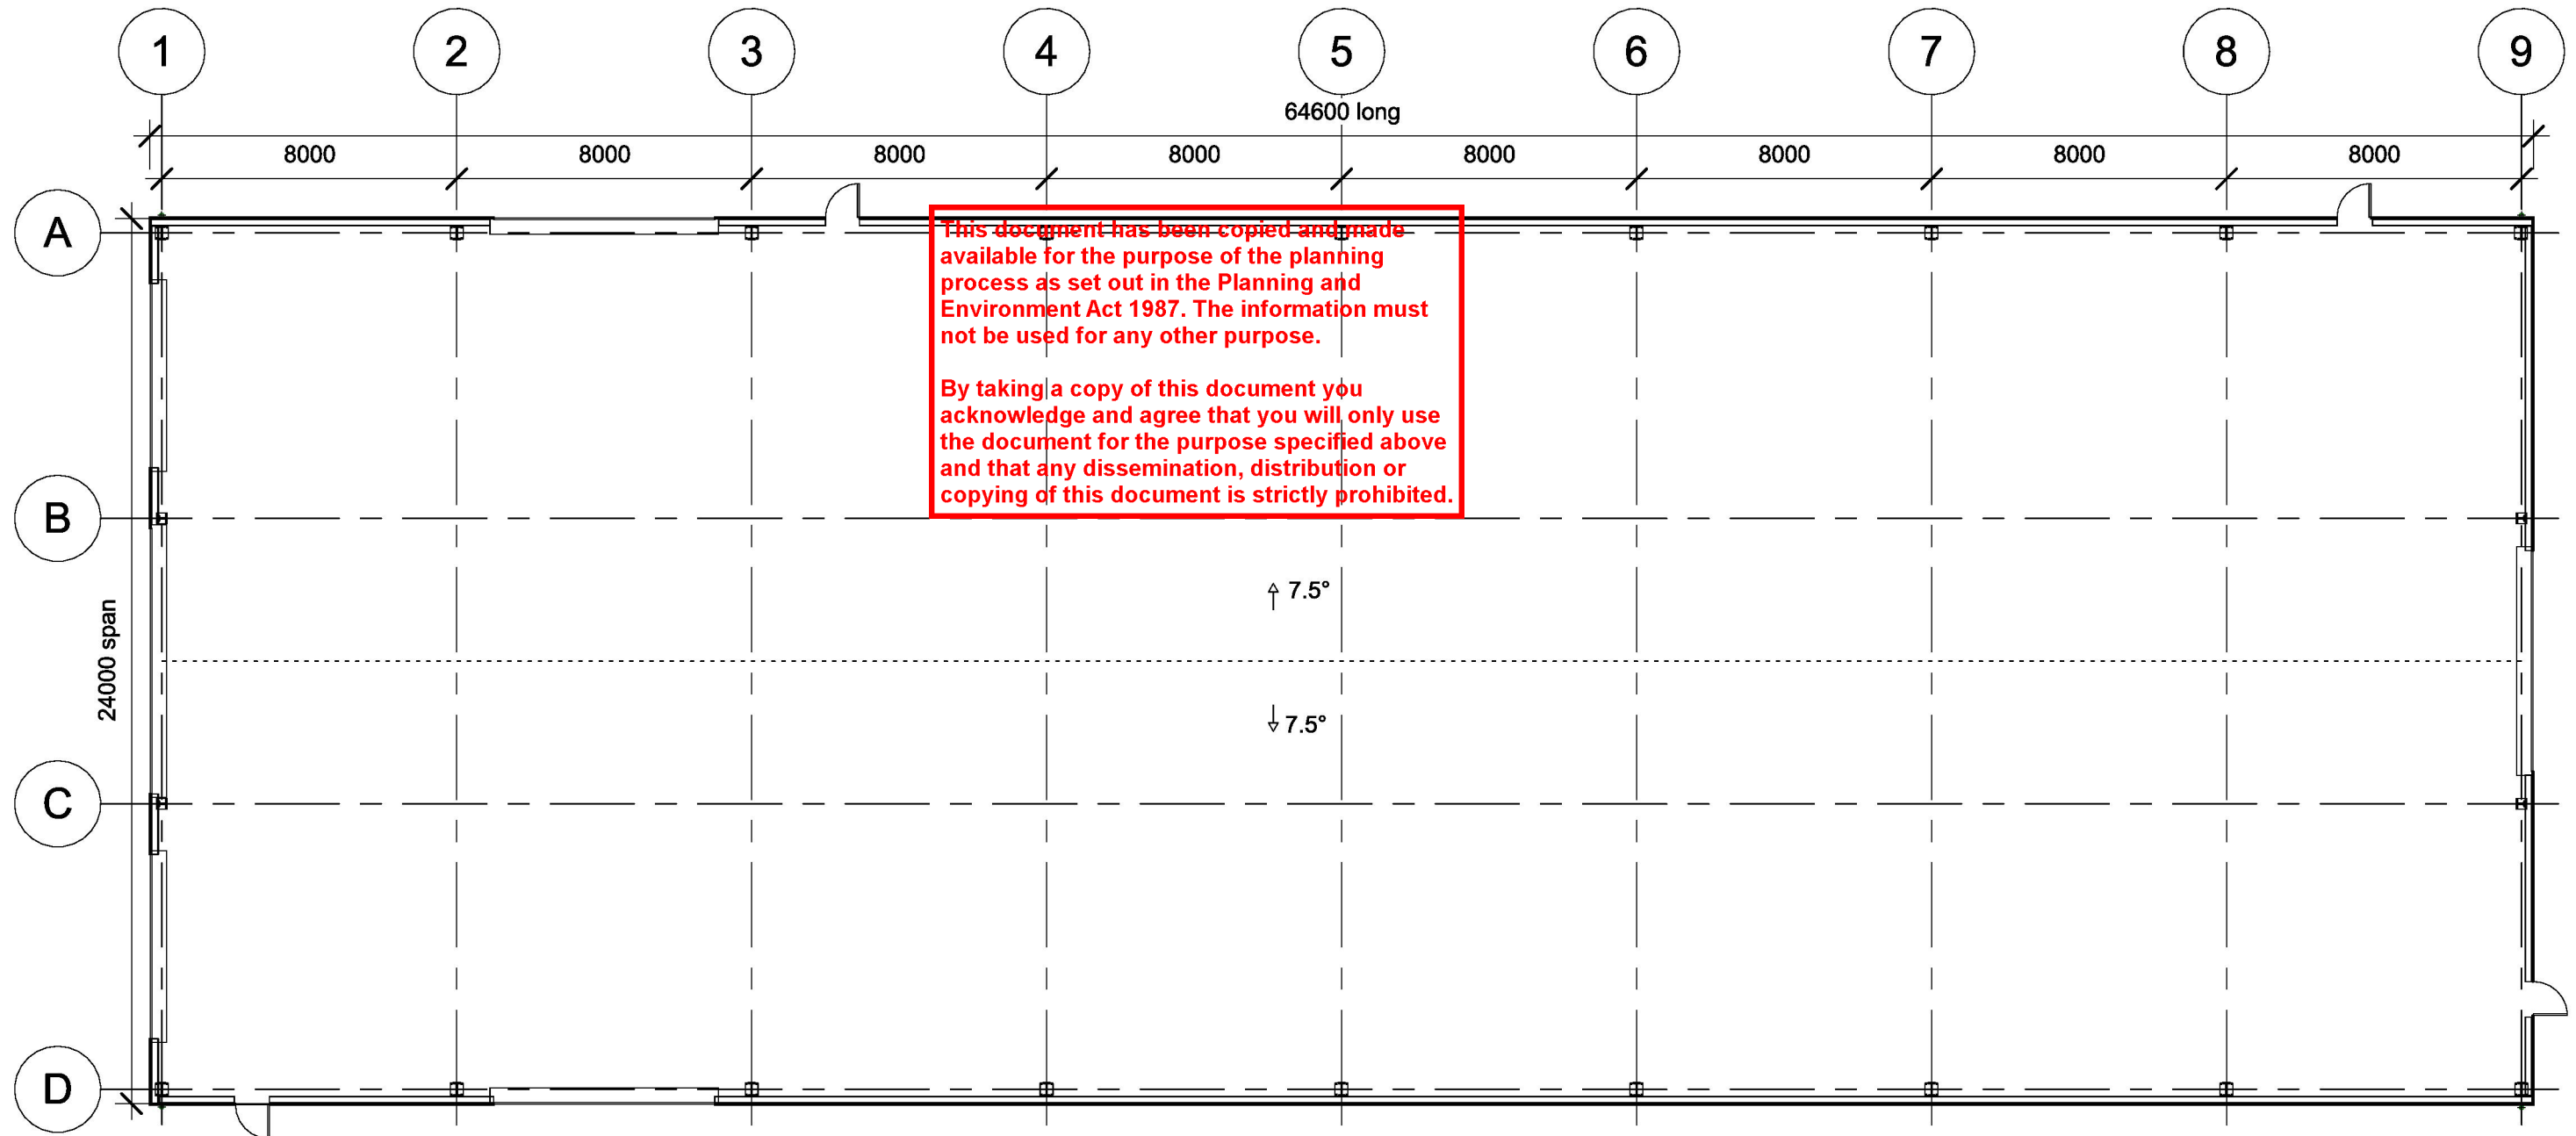 1 2 3 4 5 6 7 8 9
64600 long
8000 8000 8000 8000 8000 8000 8000 8000
A
This document has been copied and made
available for the purpose of the planning
process as set out in the Planning and
Environment Act 1987. The information must
not be used for any other purpose.
By taking a copy of this document you
acknowledge and agree that you will only use
the document for the purpose specified above
and that any dissemination, distribution or
copying of this document is strictly prohibited.
B
7.5°
24000 span
7.5°
C
D